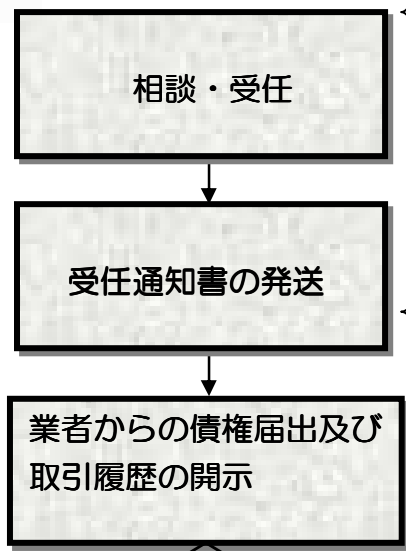 相談・受任
受任通知書の発送
業者からの債権届出及び
取引履歴の開示